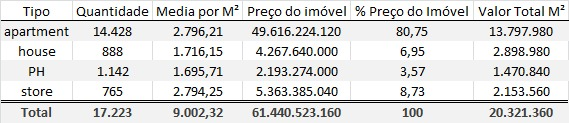 Tipo Quantidade Media por M² Preço do imóvel % Preço do Imóvel Valor Total M²
apartment 14.428 2.796,21 49.616.224.120 80,75 13.797.980
house 888 1.716,15 4.267.640.000 6,95 2.898.980
PH 1.142 1.695,71 2.193.274.000 3,57 1.470.840
store 765 2.794,25 5.363.385.040 8,73 2.153.560
Total 17.223 9.002,32 61.440.523.160 100 20.321.360